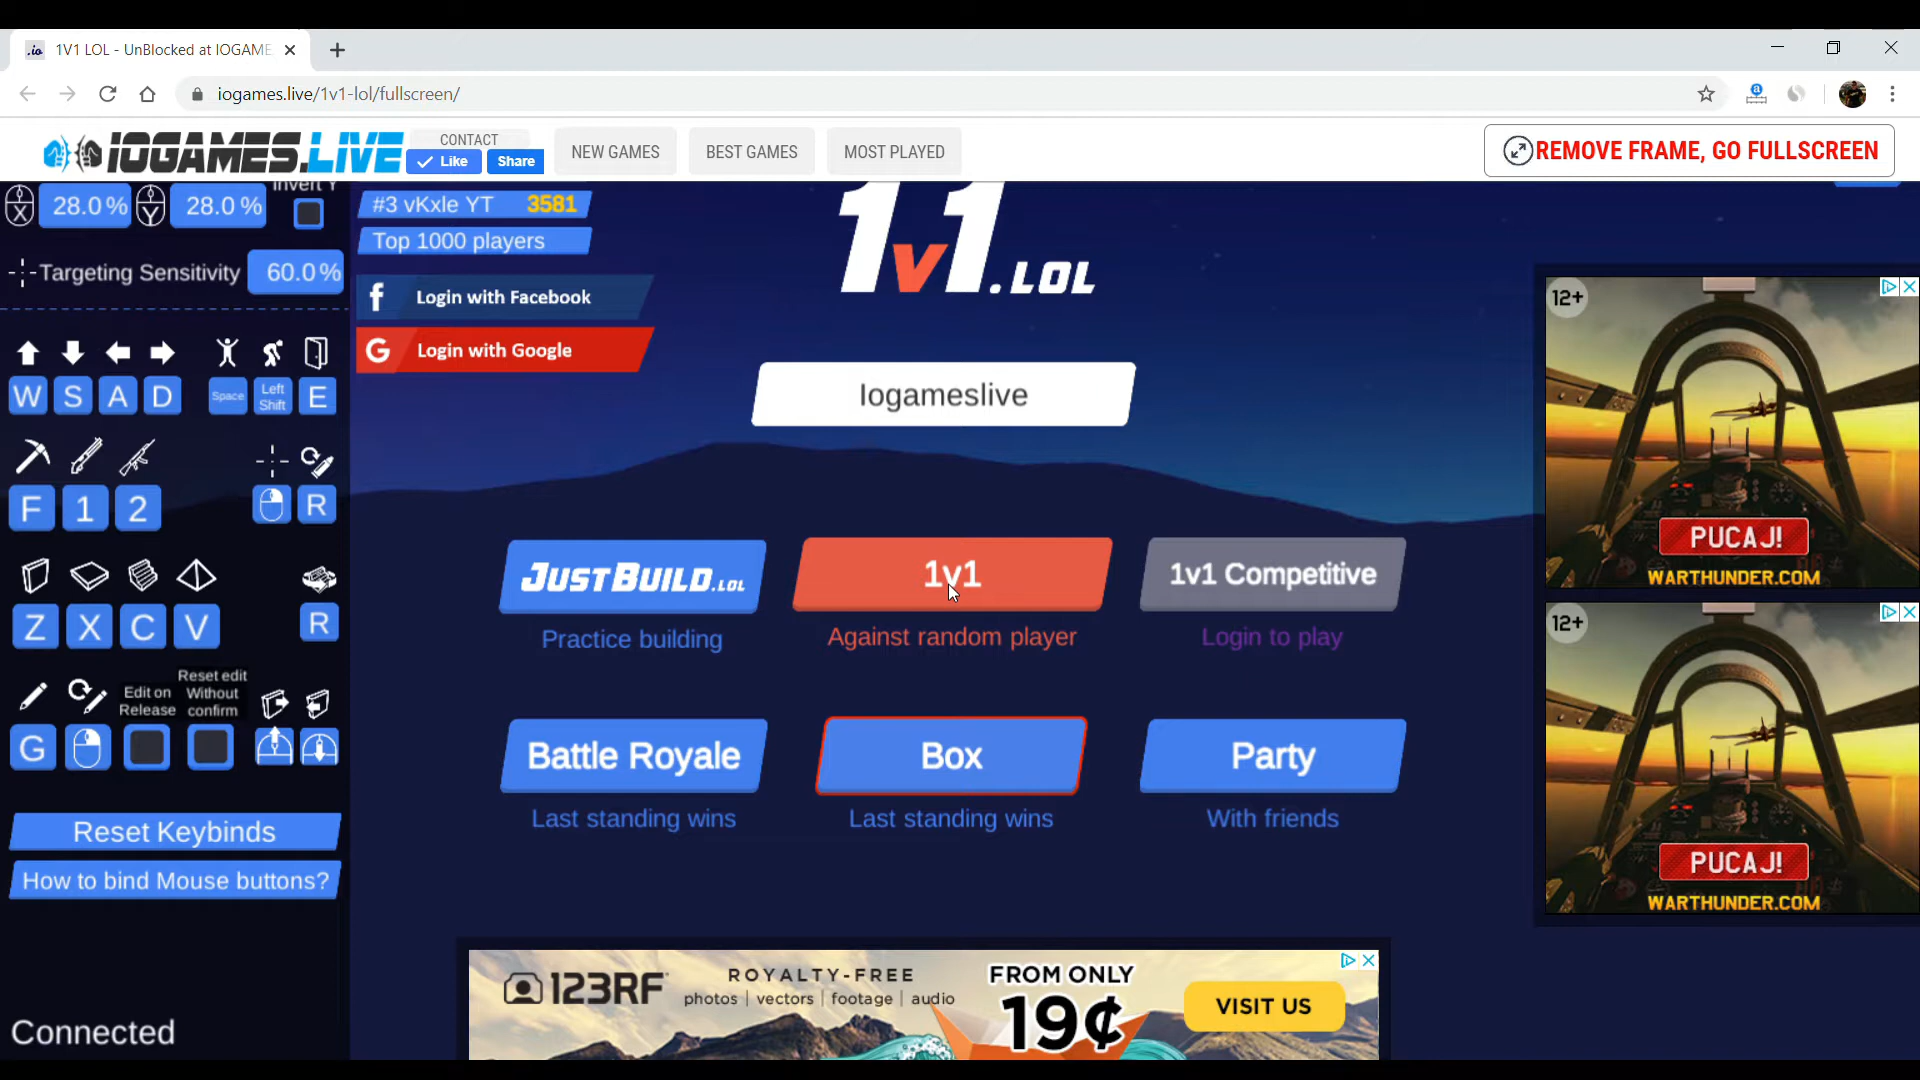 1V1 LOL - UnBlocked at IOGAME
iogames.live/1v1-lol/fullscreen/
IOGAMES.LIVE
CONTACT
Like Share
NEW GAMES
BEST GAMES
MOST PLAYED
REMOVE FRAME, GO FULLSCREEN
X 28.0% Y 28.0%
Invert Y
Targeting Sensitivity 60.0%
W S A D Space Left Shift E
F 1 2 R
Z X C V R
Edit on Release
Reset edit Without confirm
G
Reset Keybinds
How to bind Mouse buttons?
Connected
#3 vKxle YT 3581
Top 1000 players
f Login with Facebook
G Login with Google
1v1.LOL
Iogameslive
JUSTBUILD.LOL
Practice building
1v1
Against random player
1v1 Competitive
Login to play
Battle Royale
Last standing wins
Box
Last standing wins
Party
With friends
12+
PUCAJ!
WARTHUNDER.COM
12+
PUCAJ!
WARTHUNDER.COM
123RF
ROYALTY-FREE
photos | vectors | footage | audio
FROM ONLY
19¢
VISIT US